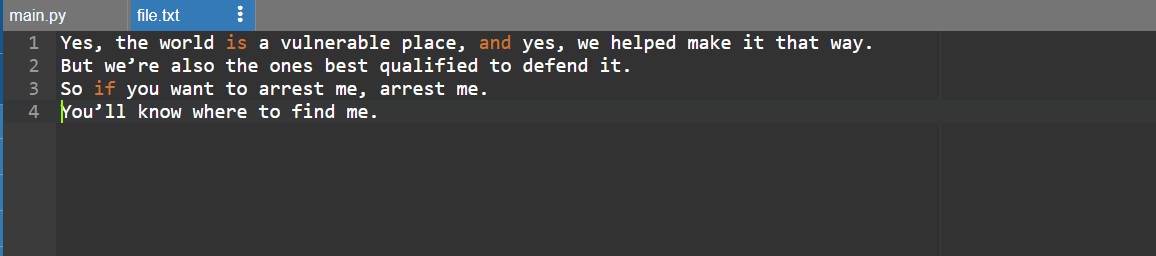 main.py file.txt
1 Yes, the world is a vulnerable place, and yes, we helped make it that way.
2 But we’re also the ones best qualified to defend it.
3 So if you want to arrest me, arrest me.
4 You’ll know where to find me.